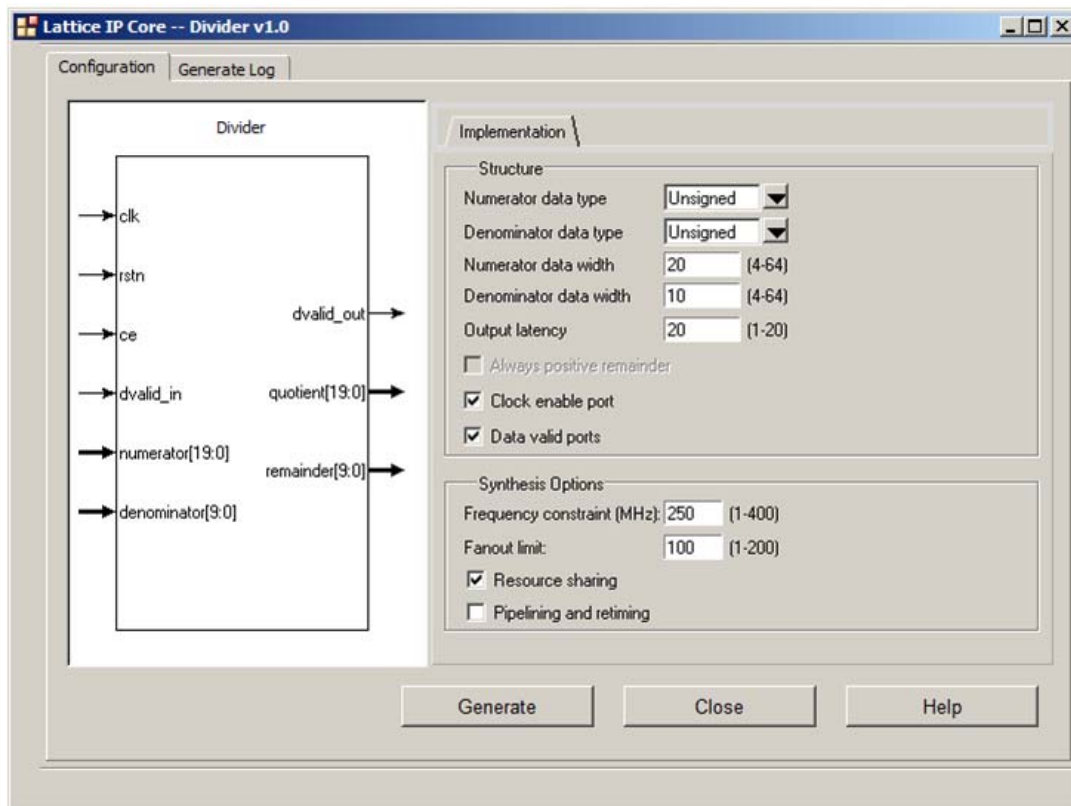 Lattice IP Core -- Divider v1.0
Configuration
Generate Log
Divider
clk
rstn
ce
dvalid_in
numerator[19:0]
denominator[9:0]
dvalid_out
quotient[19:0]
remainder[9:0]
Implementation
Structure
Numerator data type Unsigned
Denominator data type Unsigned
Numerator data width 20 (4-64)
Denominator data width 10 (4-64)
Output latency 20 (1-20)
Always positive remainder
Clock enable port
Data valid ports
Synthesis Options
Frequency constraint (MHz): 250 (1-400)
Fanout limit: 100 (1-200)
Resource sharing
Pipelining and retiming
Generate
Close
Help